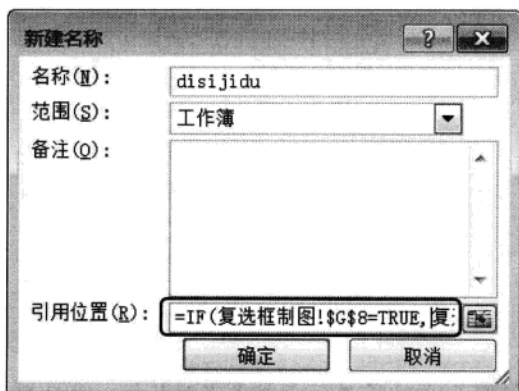 新建名称
名称(N): disijidu
范围(S): 工作簿
备注(O):
引用位置(R): =IF(复选框制图!$G$8=TRUE,复
确定 取消